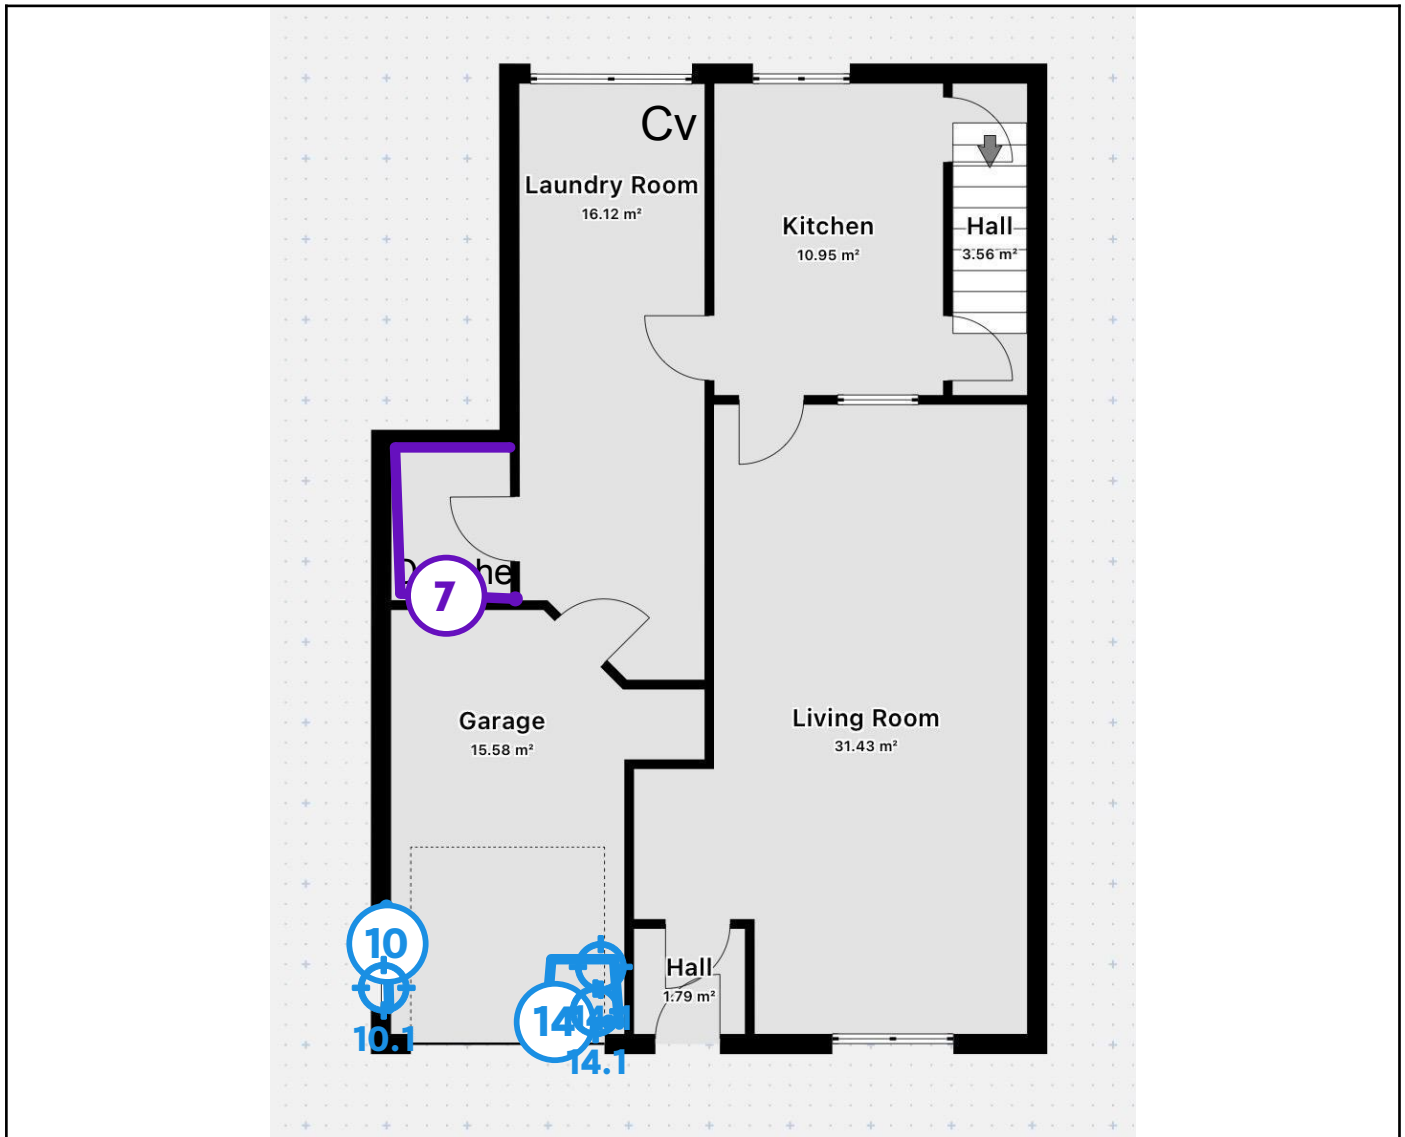 Cv
Laundry Room
16.12 m²
Kitchen
10.95 m²
Hall
3.56 m²
7
Garage
15.58 m²
Living Room
31.43 m²
10
10.1
Hall
1.79 m²
14
14.1